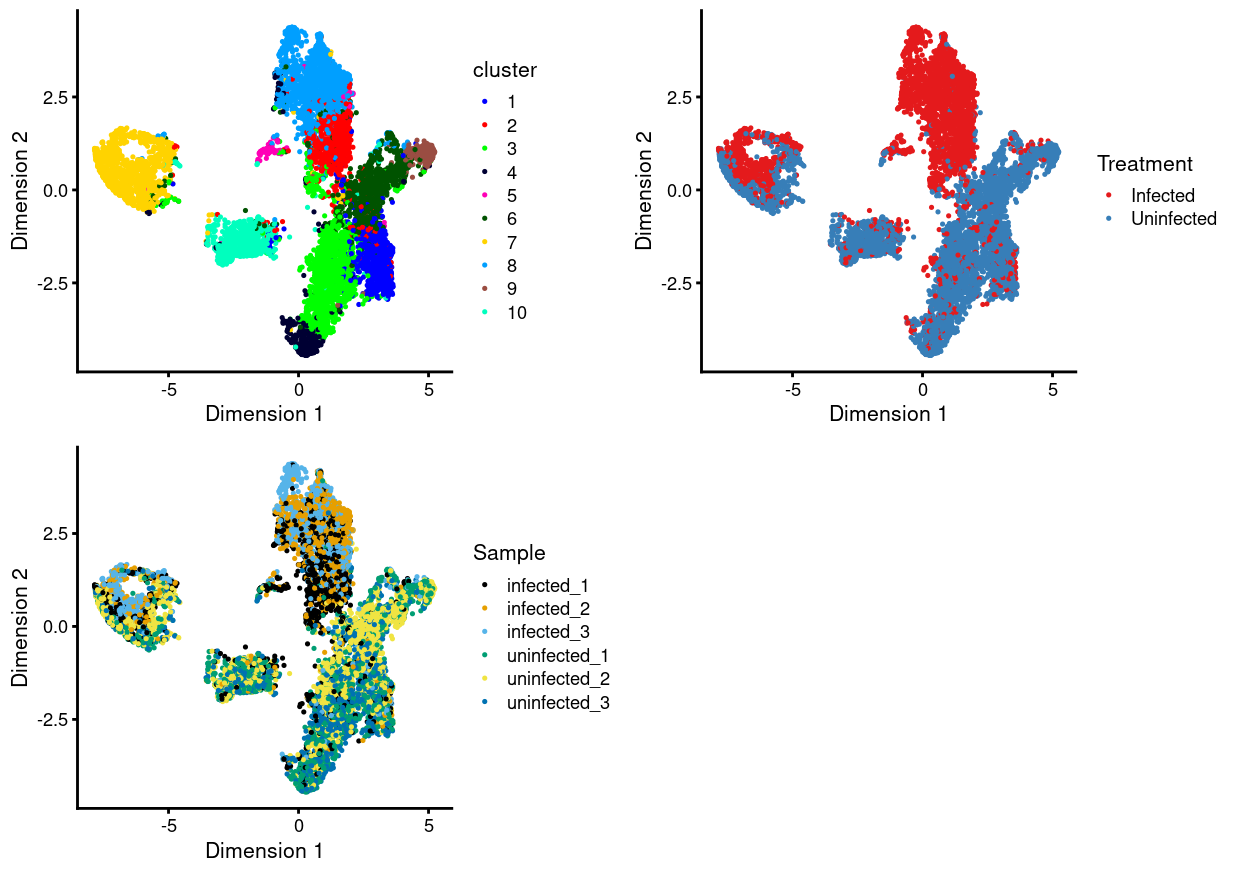 cluster
1
2
3
4
5
6
7
8
9
10
2.5
0.0
-2.5
-5
0
5
Dimension 1
Dimension 2
Treatment
Infected
Uninfected
2.5
0.0
-2.5
-5
0
5
Dimension 1
Dimension 2
Sample
infected_1
infected_2
infected_3
uninfected_1
uninfected_2
uninfected_3
2.5
0.0
-2.5
-5
0
5
Dimension 1
Dimension 2